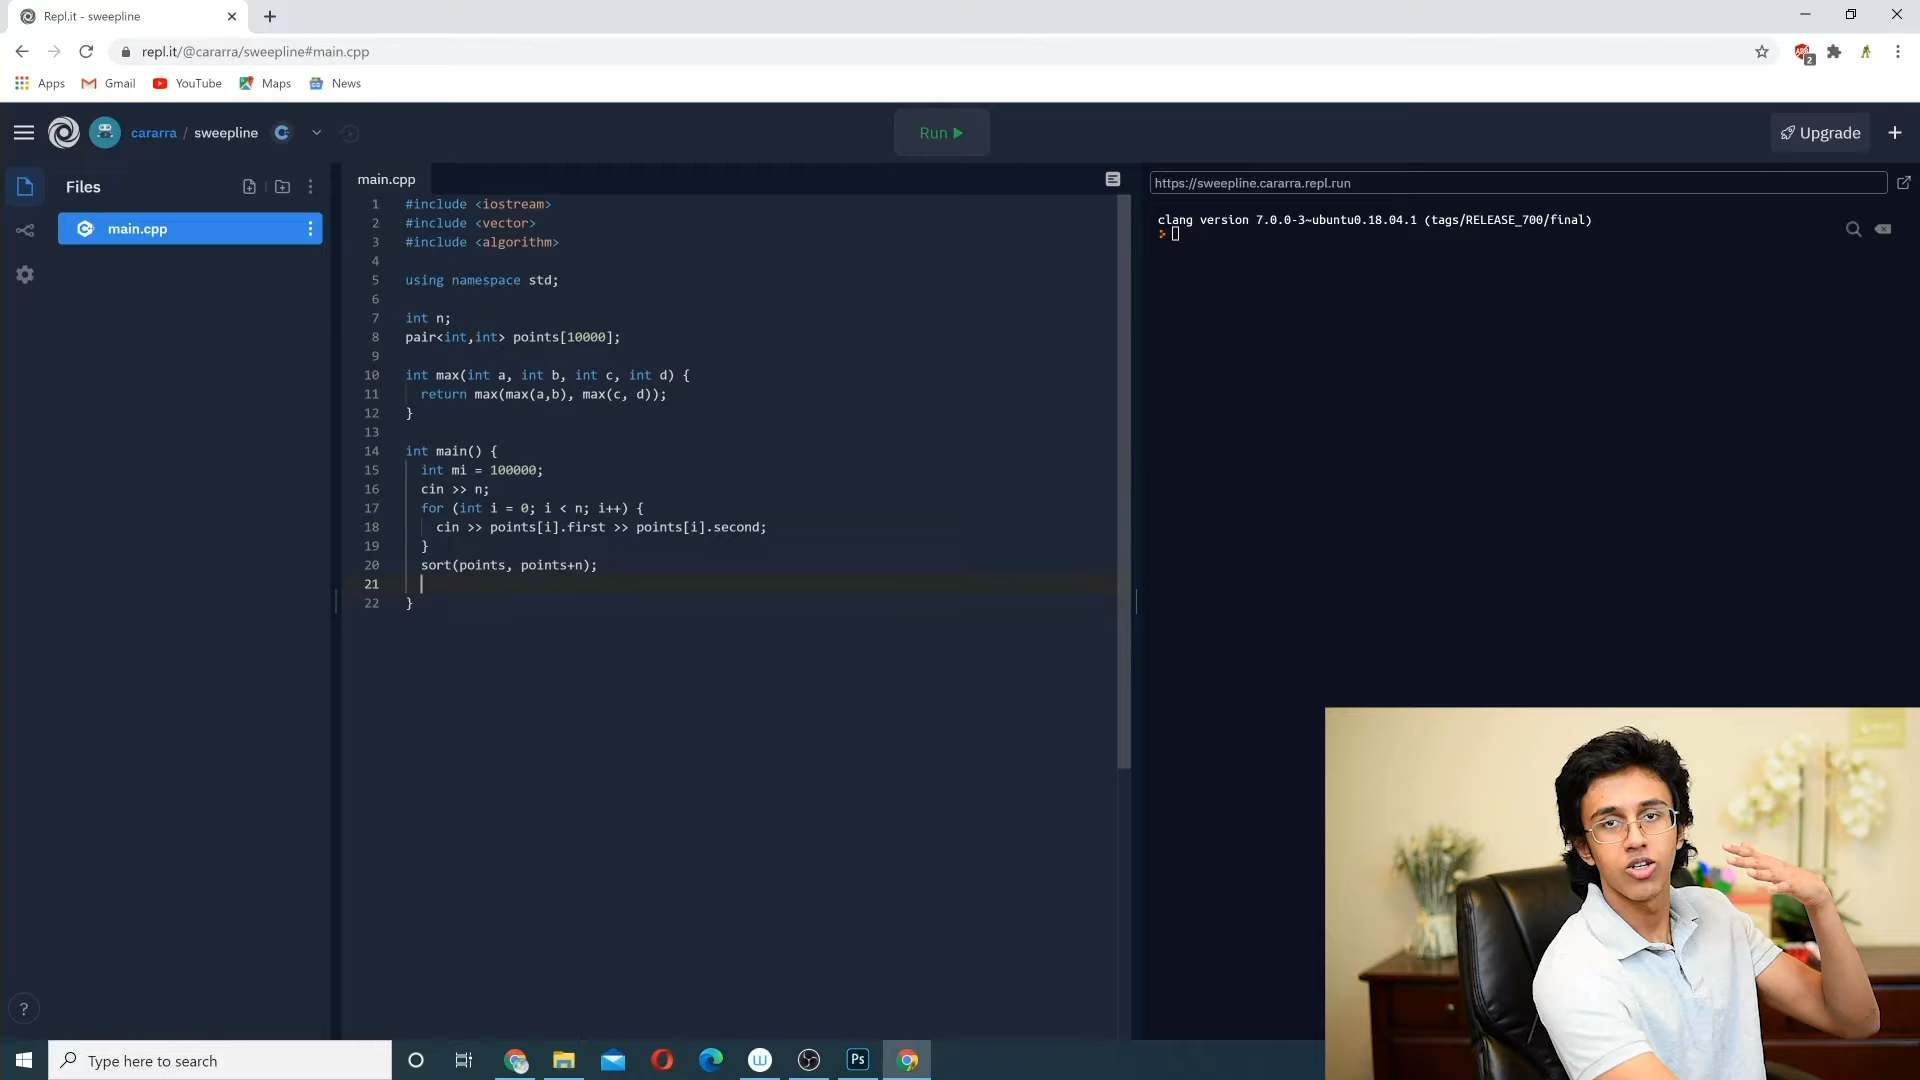 Repl.it - sweepline
repl.it/@cararra/sweepline#main.cpp
2
Apps Gmail YouTube Maps News
cararra / sweepline
Run
Upgrade
Files
main.cpp
main.cpp
1 #include <iostream>
2 #include <vector>
3 #include <algorithm>
4
5 using namespace std;
6
7 int n;
8 pair<int,int> points[10000];
9
10 int max(int a, int b, int c, int d) {
11 return max(max(a,b), max(c, d));
12 }
13
14 int main() {
15 int mi = 100000;
16 cin >> n;
17 for (int i = 0; i < n; i++) {
18 cin >> points[i].first >> points[i].second;
19 }
20 sort(points, points+n);
21
22 }
https://sweepline.cararra.repl.run
clang version 7.0.0-3~ubuntu0.18.04.1 (tags/RELEASE_700/final)
>
?
Type here to search
Ps